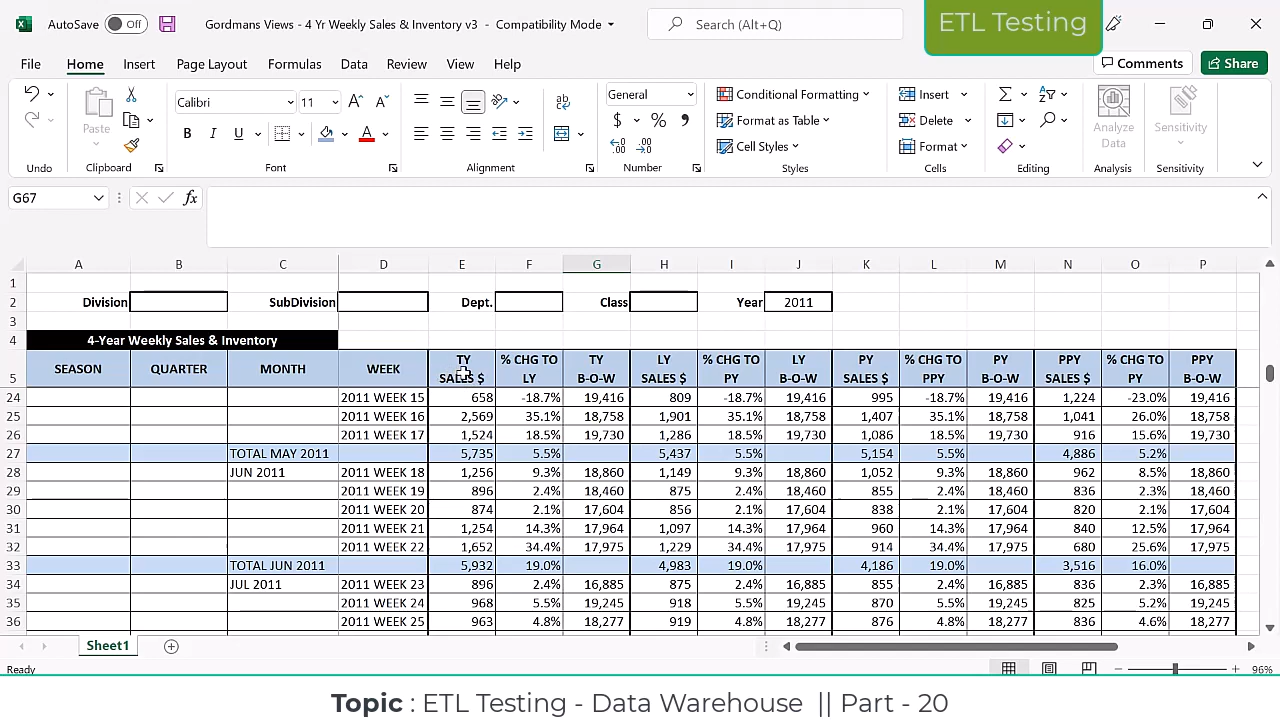 AutoSave Off Gordmans Views - 4 Yr Weekly Sales & Inventory v3 - Compatibility Mode Search (Alt+Q) ETL Testing
File Home Insert Page Layout Formulas Data Review View Help Comments Share
Paste Calibri 11 B I U A General $ % Conditional Formatting Format as Table Cell Styles Insert Delete Format Analyze Data Sensitivity
Undo Clipboard Font Alignment Number Styles Cells Editing Analysis Sensitivity
G67 fx
A B C D E F G H I J K L M N O P
1
2 Division SubDivision Dept. Class Year 2011
3
4 4-Year Weekly Sales & Inventory
TY % CHG TO TY LY % CHG TO LY PY % CHG TO PY PPY % CHG TO PPY
5 SEASON QUARTER MONTH WEEK SALES $ LY B-O-W SALES $ PY B-O-W SALES $ PPY B-O-W SALES $ PY B-O-W
24 2011 WEEK 15 658 -18.7% 19,416 809 -18.7% 19,416 995 -18.7% 19,416 1,224 -23.0% 19,416
25 2011 WEEK 16 2,569 35.1% 18,758 1,901 35.1% 18,758 1,407 35.1% 18,758 1,041 26.0% 18,758
26 2011 WEEK 17 1,524 18.5% 19,730 1,286 18.5% 19,730 1,086 18.5% 19,730 916 15.6% 19,730
27 TOTAL MAY 2011 5,735 5.5% 5,437 5.5% 5,154 5.5% 4,886 5.2%
28 JUN 2011 2011 WEEK 18 1,256 9.3% 18,860 1,149 9.3% 18,860 1,052 9.3% 18,860 962 8.5% 18,860
29 2011 WEEK 19 896 2.4% 18,460 875 2.4% 18,460 855 2.4% 18,460 836 2.3% 18,460
30 2011 WEEK 20 874 2.1% 17,604 856 2.1% 17,604 838 2.1% 17,604 820 2.1% 17,604
31 2011 WEEK 21 1,254 14.3% 17,964 1,097 14.3% 17,964 960 14.3% 17,964 840 12.5% 17,964
32 2011 WEEK 22 1,652 34.4% 17,975 1,229 34.4% 17,975 914 34.4% 17,975 680 25.6% 17,975
33 TOTAL JUN 2011 5,932 19.0% 4,983 19.0% 4,186 19.0% 3,516 16.0%
34 JUL 2011 2011 WEEK 23 896 2.4% 16,885 875 2.4% 16,885 855 2.4% 16,885 836 2.3% 16,885
35 2011 WEEK 24 968 5.5% 19,245 918 5.5% 19,245 870 5.5% 19,245 825 5.2% 19,245
36 2011 WEEK 25 963 4.8% 18,277 919 4.8% 18,277 876 4.8% 18,277 836 4.6% 18,277
Sheet1
Ready 96%
Topic : ETL Testing - Data Warehouse || Part - 20